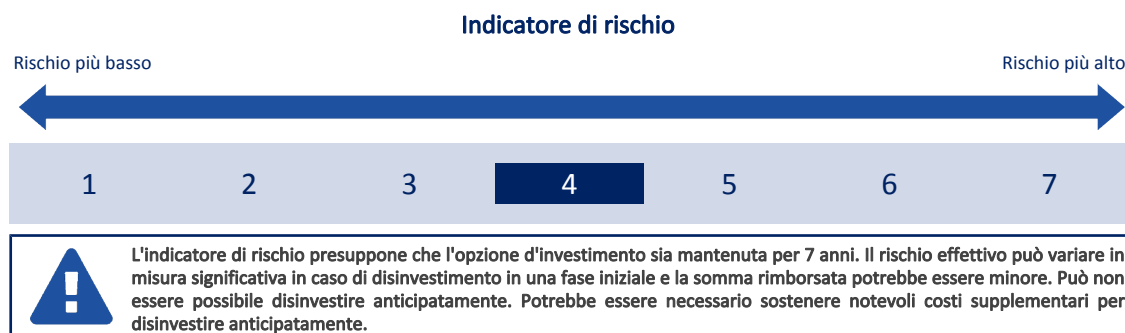 Indicatore di rischio
Rischio più basso
Rischio più alto
1 2 3 4 5 6 7
L'indicatore di rischio presuppone che l'opzione d'investimento sia mantenuta per 7 anni. Il rischio effettivo può variare in
misura significativa in caso di disinvestimento in una fase iniziale e la somma rimborsata potrebbe essere minore. Può non
essere possibile disinvestire anticipatamente. Potrebbe essere necessario sostenere notevoli costi supplementari per
disinvestire anticipatamente.